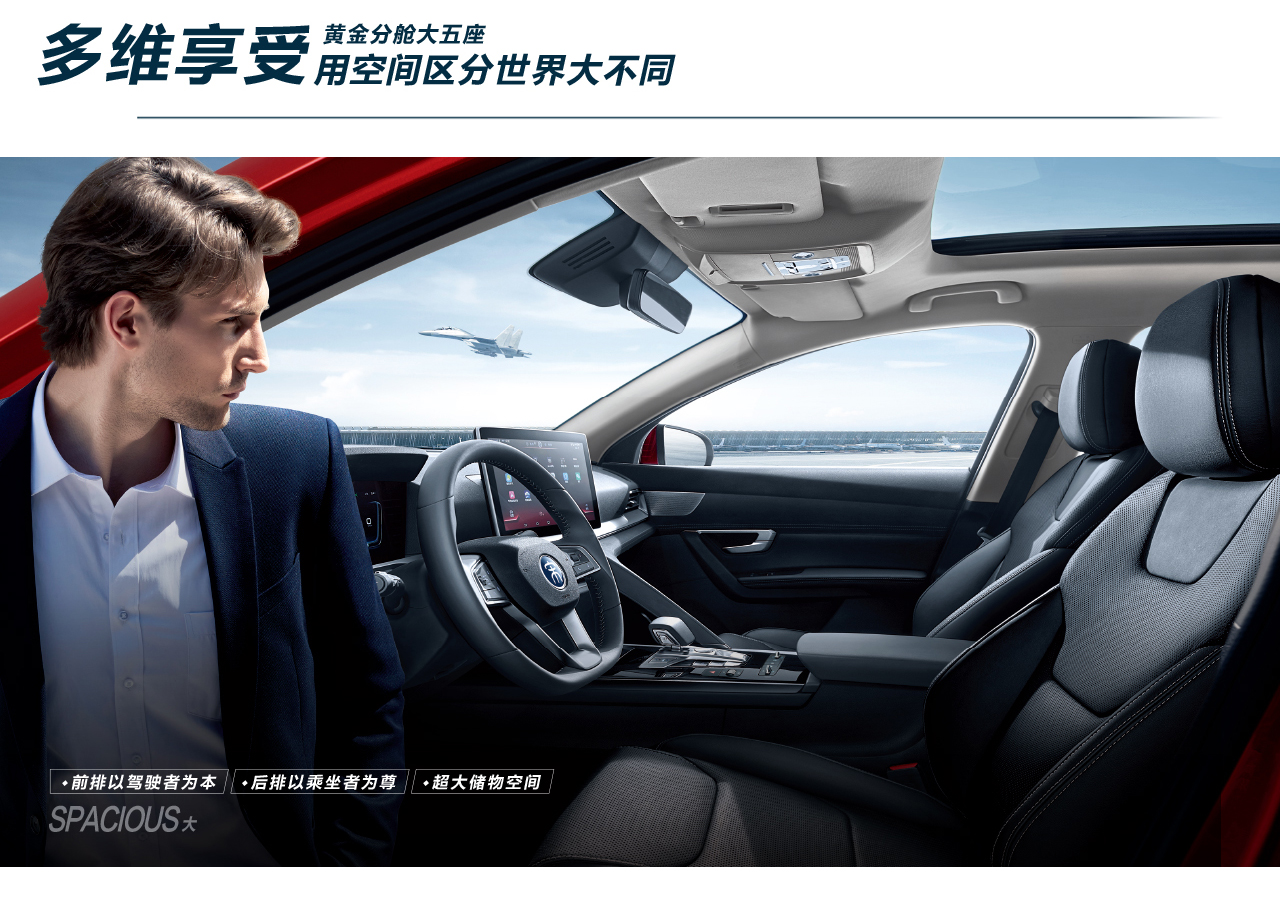 多维享受
黄金分舱大五座
用空间区分世界大不同
前排以驾驶者为本
后排以乘坐者为尊
超大储物空间
SPACIOUS大